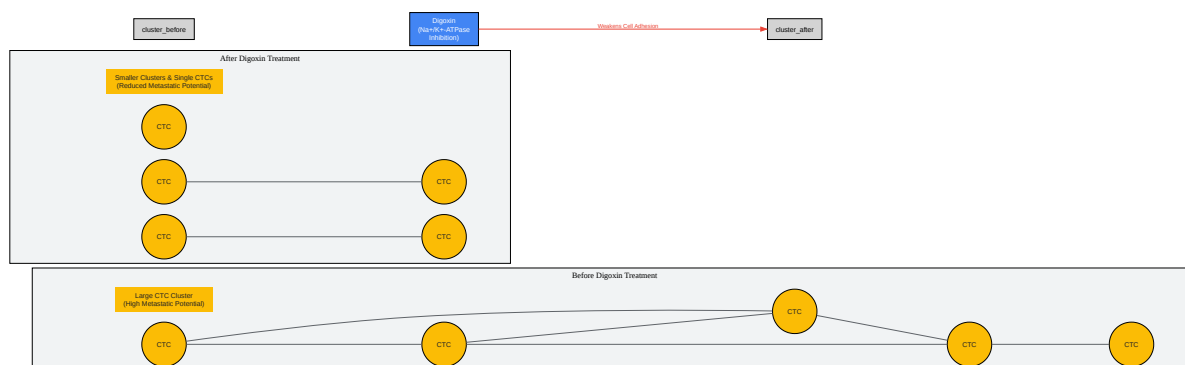 cluster_before
Digoxin
(Na+/K+-ATPase
Inhibition)
Weakens Cell Adhesion
cluster_after
After Digoxin Treatment
Smaller Clusters & Single CTCs
(Reduced Metastatic Potential)
CTC
CTC
CTC
CTC
CTC
Before Digoxin Treatment
Large CTC Cluster
(High Metastatic Potential)
CTC
CTC
CTC
CTC
CTC